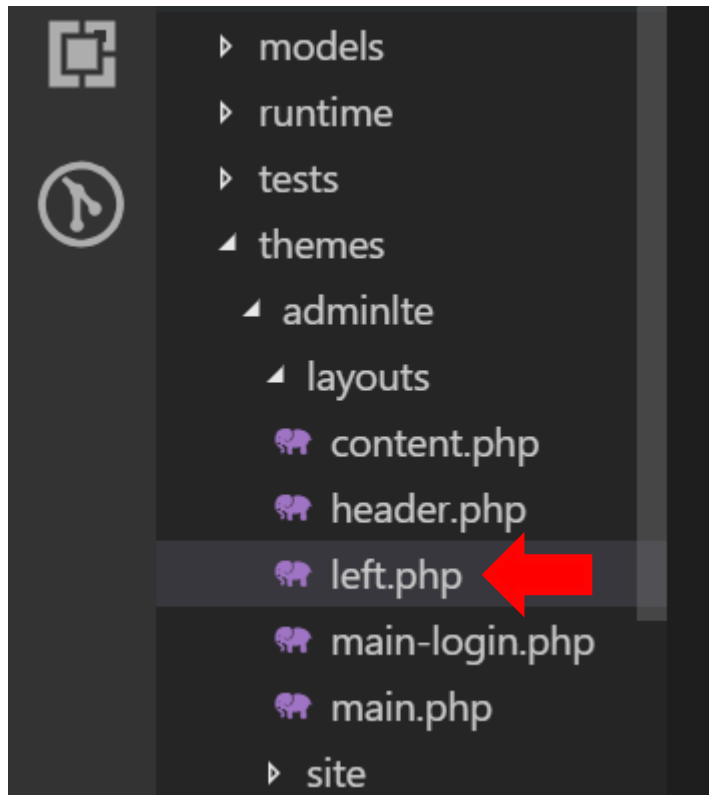 models
runtime
tests
themes
adminlte
layouts
content.php
header.php
left.php
main-login.php
main.php
site